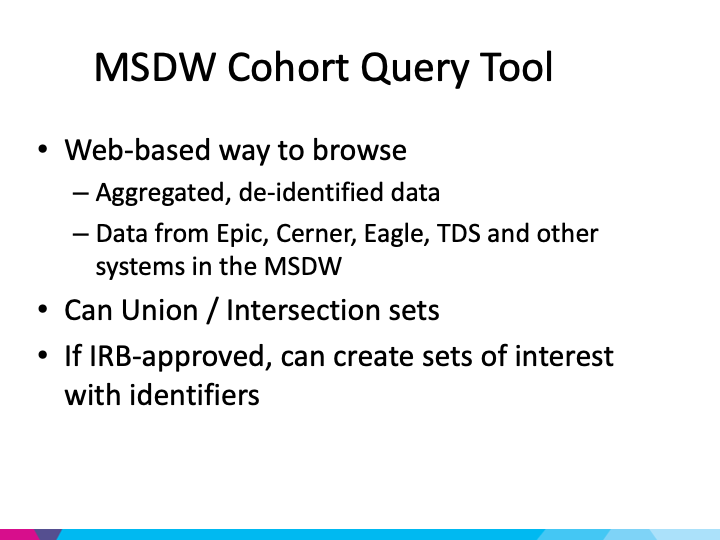 MSDW Cohort Query Tool
• Web-based way to browse
– Aggregated, de-identified data
– Data from Epic, Cerner, Eagle, TDS and other
systems in the MSDW
• Can Union / Intersection sets
• If IRB-approved, can create sets of interest
with identifiers